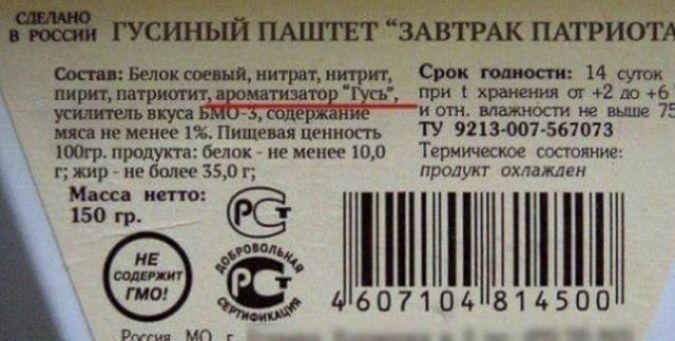 СДЕЛАНО
В РОССИИ
ГУСИНЫЙ ПАШТЕТ "ЗАВТРАК ПАТРИОТА
Состав: Белок соевый, нитрат, нитрит,
пирит, патриотит, ароматизатор "Гусь",
усилитель вкуса БМО-3, содержание
мяса не менее 1%. Пищевая ценность
100гр. продукта: белок - не менее 10,0
г; жир - не более 35,0 г;
Масса нетто:
150 гр.
Срок годности: 14 суток
при t хранения от +2 до +6
и отн. влажности не выше 75
ТУ 9213-007-567073
Термическое состояние:
продукт охлажден
РСТ
НЕ
СОДЕРЖИТ
ГМО!
ДОБРОВОЛЬНАЯ
РСТ
СЕРТИФИКАЦИЯ
4 607104 814500
Россия, МО, г.